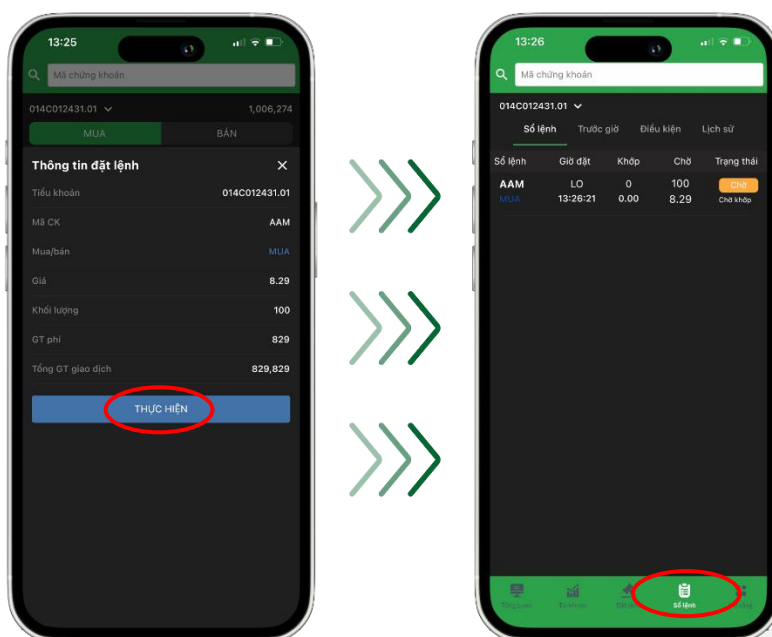 13:25
Mã chứng khoán
014C012431.01 1,006,274
MUA BÁN
Thông tin đặt lệnh X
Tiểu khoản 014C012431.01
Mã CK AAM
Mua/bán MUA
Giá 8.29
Khối lượng 100
GT phí 829
Tổng GT giao dịch 829,829
THỰC HIỆN
13:26
Mã chứng khoán
014C012431.01
Sổ lệnh Trước giờ Điều kiện Lịch sử
Sổ lệnh Giờ đặt Khớp Chờ Trạng thái
AAM LO 0 100 Chờ
MUA 13:26:21 0.00 8.29 Chờ khớp
Sổ lệnh